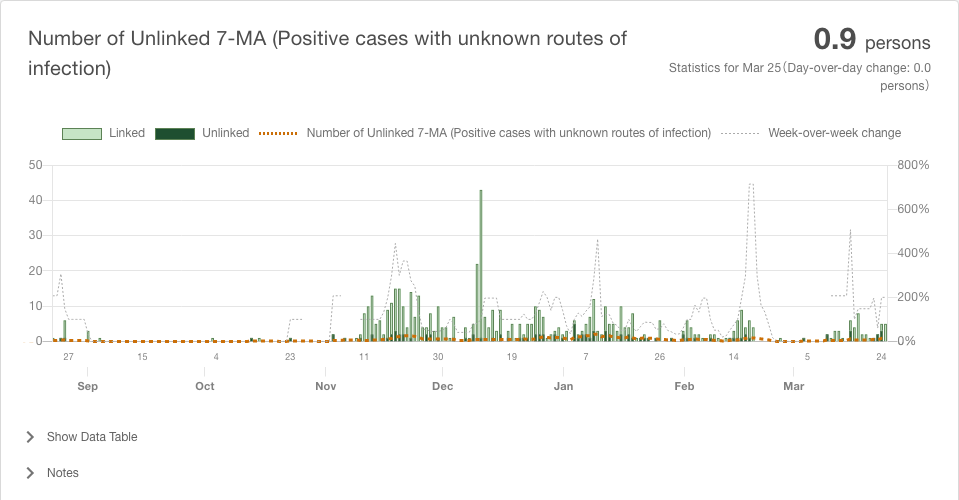 Number of Unlinked 7-MA (Positive cases with unknown routes of
infection)
0.9 persons
Statistics for Mar 25(Day-over-day change: 0.0
persons)
Linked Unlinked Number of Unlinked 7-MA (Positive cases with unknown routes of infection) Week-over-week change
50 800%
40 600%
30 400%
20 200%
10 0%
0
27 15 4 23 11 30 19 7 26 14 5 24
Sep Oct Nov Dec Jan Feb Mar
Show Data Table
Notes